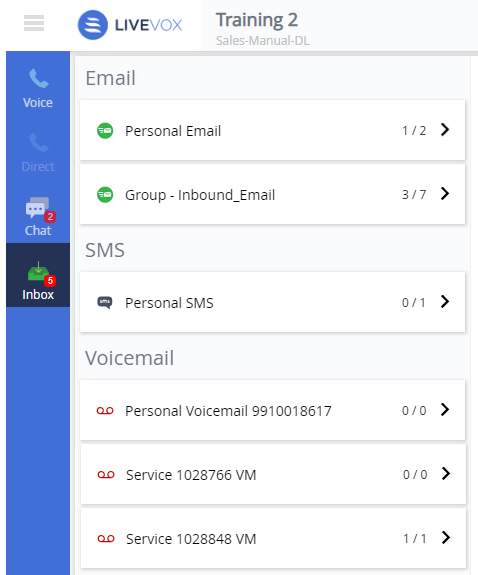 LIVEVOX
Training 2
Sales-Manual-DL
Voice
Direct
2
Chat
5
Inbox
Email
Personal Email 1 / 2
Group - Inbound_Email 3 / 7
SMS
sms Personal SMS 0 / 1
Voicemail
Personal Voicemail 9910018617 0 / 0
Service 1028766 VM 0 / 0
Service 1028848 VM 1 / 1